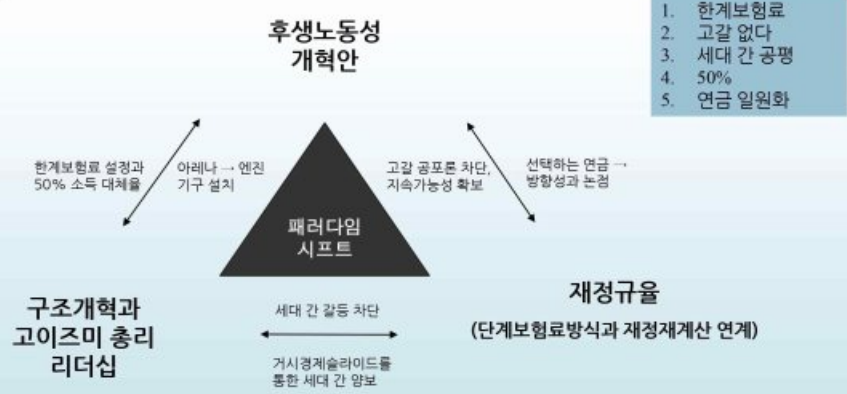 후생노동성
개혁안
1. 한계보험료
2. 고갈 없다
3. 세대 간 공평
4. 50%
5. 연금 일원화
한계보험료 설정과
50% 소득 대체율
아레나 → 엔진
기구 설치
고갈 공포론 차단,
지속가능성 확보
선택하는 연금 →
방향성과 논점
패러다임
시프트
구조개혁과
고이즈미 총리
리더십
세대 간 갈등 차단
거시경제슬라이드를
통한 세대 간 양보
재정규율
(단계보험료방식과 재정재계산 연계)